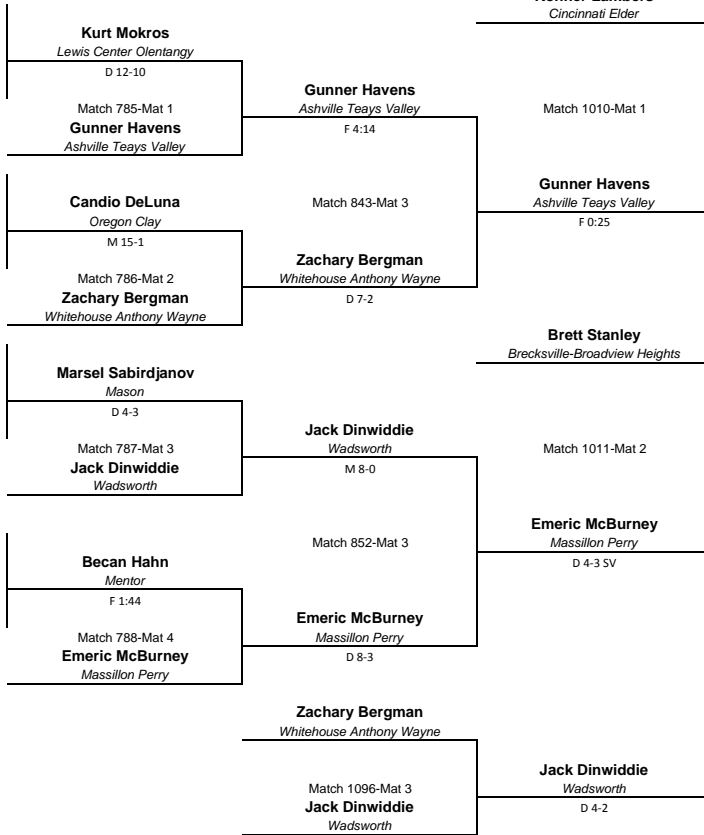 Kurt Mokros
Lewis Center Olentangy
D 12-10
Match 785-Mat 1
Gunner Havens
Ashville Teays Valley
Candio DeLuna
Oregon Clay
M 15-1
Match 786-Mat 2
Zachary Bergman
Whitehouse Anthony Wayne
Marsel Sabirdjanov
Mason
D 4-3
Match 787-Mat 3
Jack Dinwiddie
Wadsworth
Becan Hahn
Mentor
F 1:44
Match 788-Mat 4
Emeric McBurney
Massillon Perry
Gunner Havens
Ashville Teays Valley
F 4:14
Match 843-Mat 3
Zachary Bergman
Whitehouse Anthony Wayne
D 7-2
Jack Dinwiddie
Wadsworth
M 8-0
Match 852-Mat 3
Emeric McBurney
Massillon Perry
D 8-3
Zachary Bergman
Whitehouse Anthony Wayne
Match 1096-Mat 3
Jack Dinwiddie
Wadsworth
Cincinnati Elder
Match 1010-Mat 1
Gunner Havens
Ashville Teays Valley
F 0:25
Brett Stanley
Brecksville-Broadview Heights
Match 1011-Mat 2
Emeric McBurney
Massillon Perry
D 4-3 SV
Jack Dinwiddie
Wadsworth
D 4-2